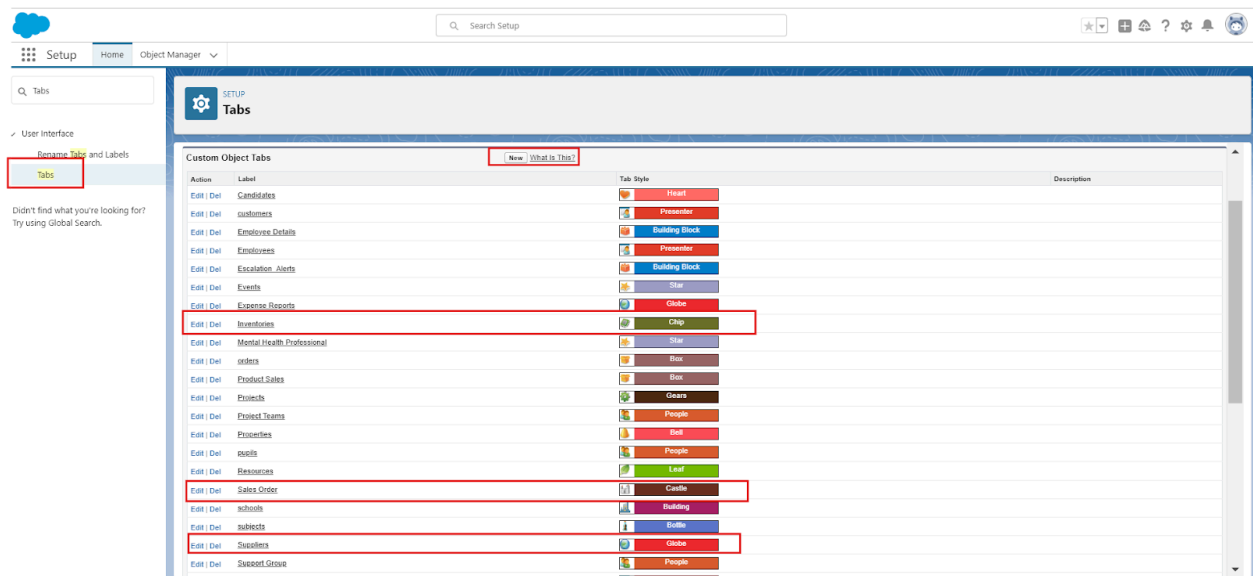 Search Setup
Setup Home Object Manager
Tabs
SETUP
Tabs
User Interface
Rename Tabs and Labels
Tabs
Didn't find what you're looking for?
Try using Global Search.
Custom Object Tabs New What Is This?
Action Label Tab Style Description
Edit | Del Candidates Heart
Edit | Del customers Presenter
Edit | Del Employee Details Building Block
Edit | Del Employees Presenter
Edit | Del Escalation Alerts Building Block
Edit | Del Events Star
Edit | Del Expense Reports Globe
Edit | Del Inventories Chip
Edit | Del Mental Health Professional Star
Edit | Del orders Box
Edit | Del Product Sales Box
Edit | Del Projects Gears
Edit | Del Project Teams People
Edit | Del Properties Bell
Edit | Del pupils People
Edit | Del Resources Leaf
Edit | Del Sales Order Castle
Edit | Del schools Building
Edit | Del subjects Bottle
Edit | Del Suppliers Globe
Edit | Del Support Group People